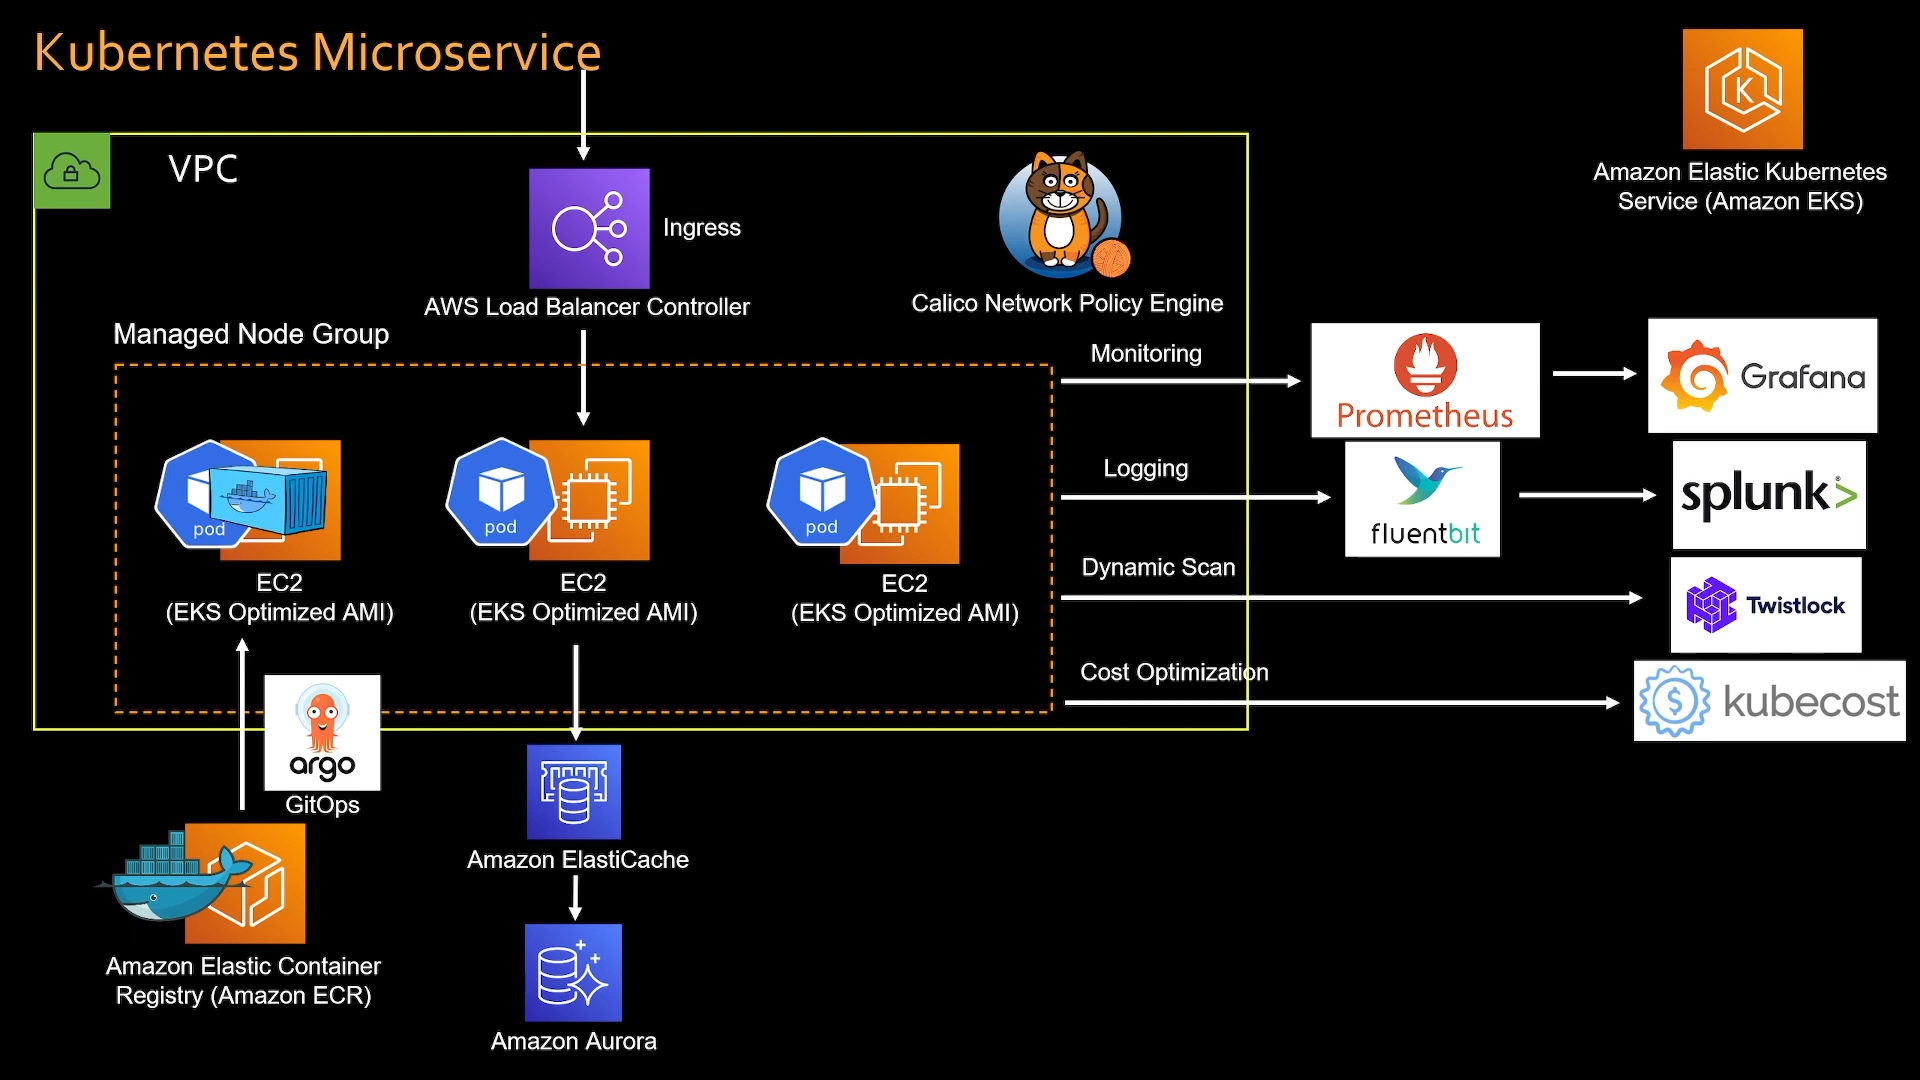 Kubernetes Microservice
Amazon Elastic Kubernetes
Service (Amazon EKS)
VPC
Ingress
AWS Load Balancer Controller
Calico Network Policy Engine
Managed Node Group
Monitoring
Prometheus
Grafana
Logging
fluentbit
splunk>
Dynamic Scan
Twistlock
Cost Optimization
kubecost
pod
EC2
(EKS Optimized AMI)
pod
EC2
(EKS Optimized AMI)
pod
EC2
(EKS Optimized AMI)
argo
GitOps
Amazon Elastic Container
Registry (Amazon ECR)
Amazon ElastiCache
Amazon Aurora